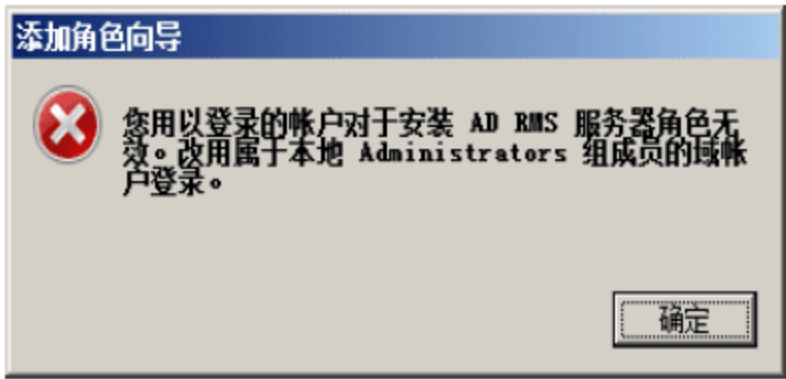 添加角色向导
您用以登录的帐户对于安装 AD RMS 服务器角色无
效。改用属于本地 Administrators 组成员的域帐
户登录。
确定